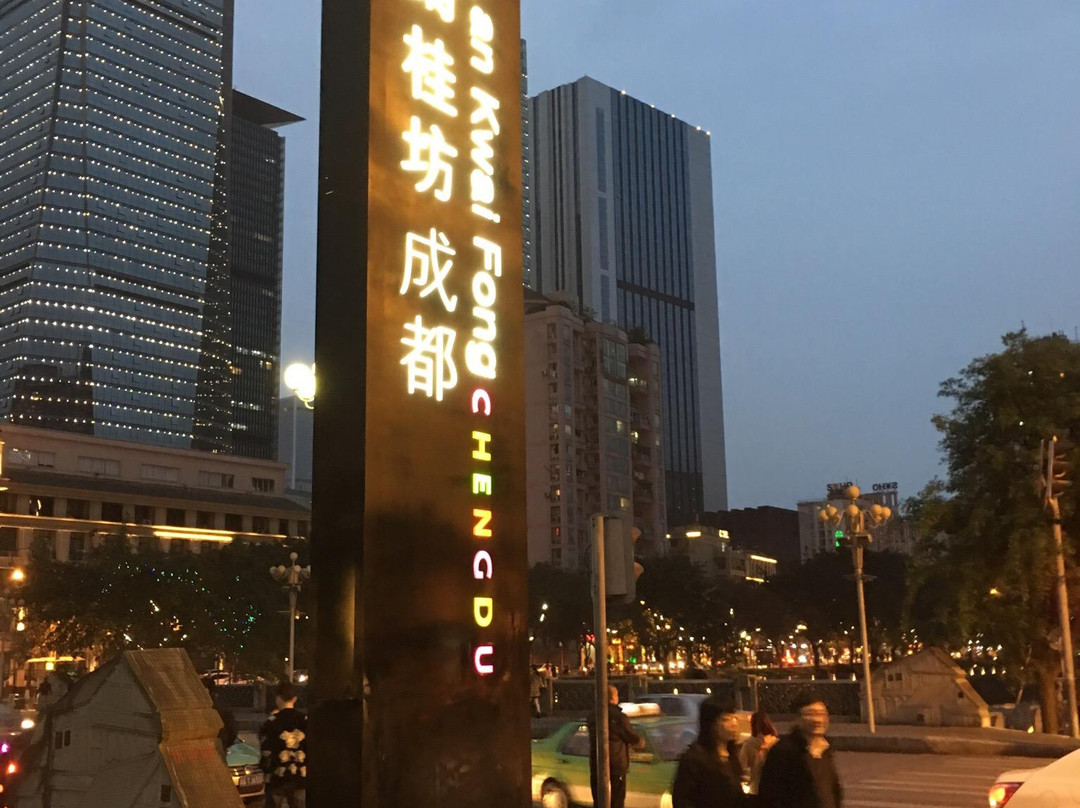 桂坊 成都
an Kwai Fong CHENGDU